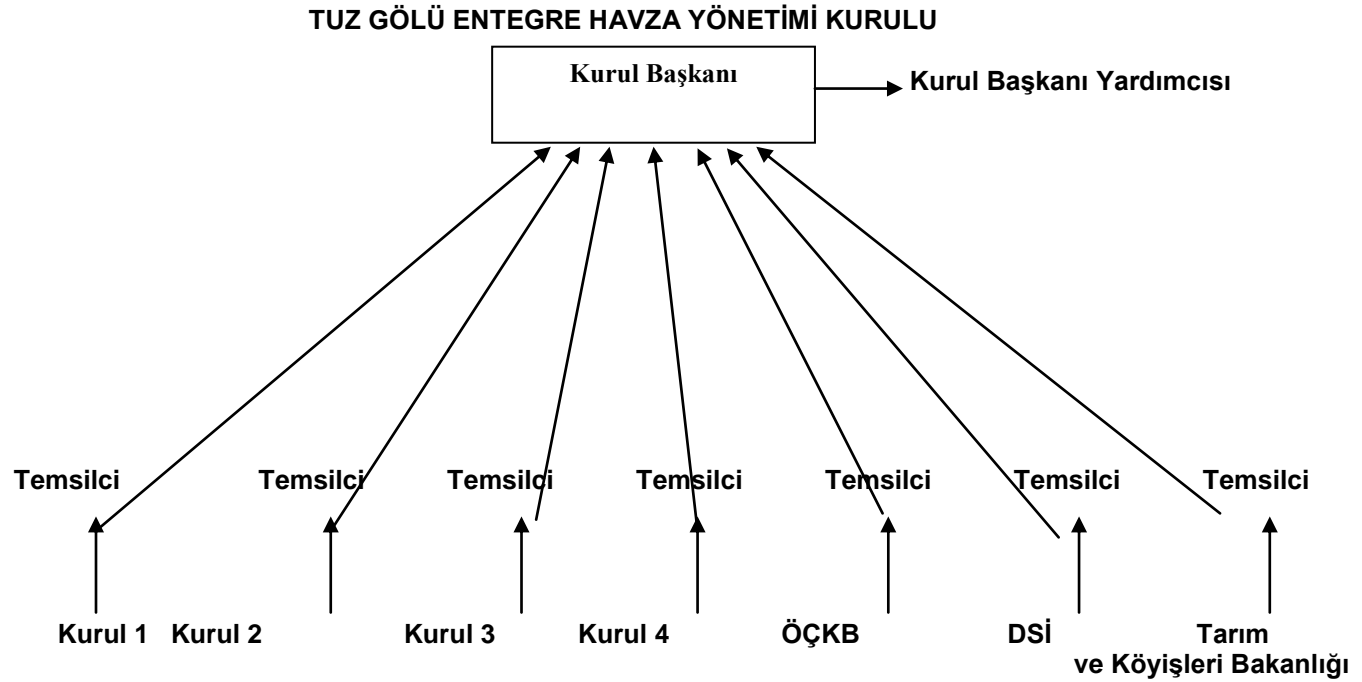 TUZ GÖLÜ ENTEGRE HAVZA YÖNETİMİ KURULU
Kurul Başkanı
Kurul Başkanı Yardımcısı
Temsilci Temsilci Temsilci Temsilci Temsilci Temsilci Temsilci
Kurul 1 Kurul 2 Kurul 3 Kurul 4 ÖÇKB DSİ Tarım
ve Köyişleri Bakanlığı